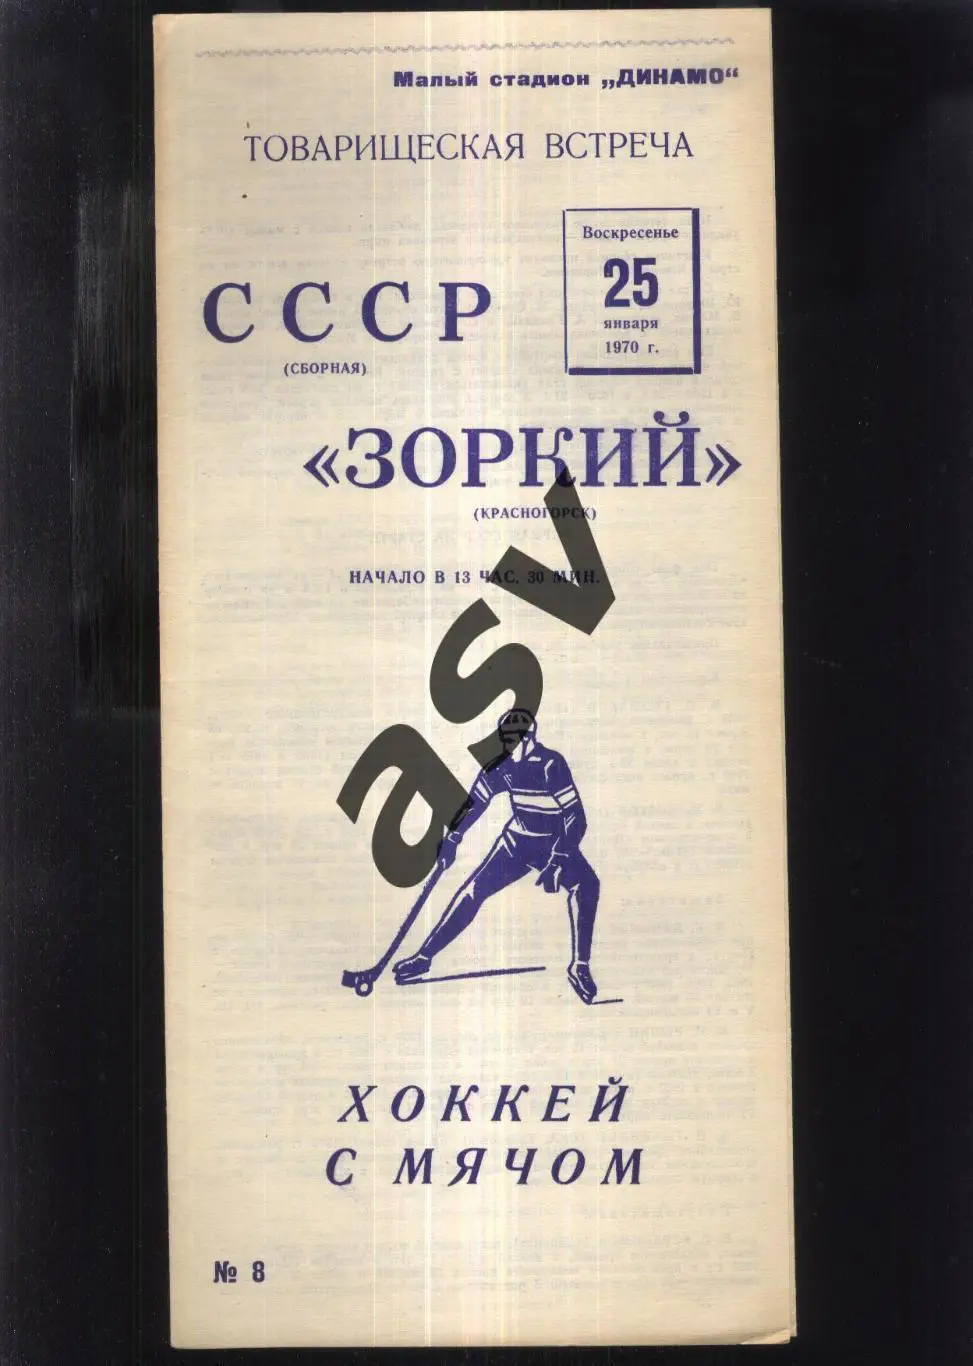 Малый стадион „ДИНАМО“
ТОВАРИЩЕСКАЯ ВСТРЕЧА
Воскресенье
25
января
1970 г.
СССР
(СБОРНАЯ)
«ЗОРКИЙ»
(КРАСНОГОРСК)
НАЧАЛО В 13 ЧАС. 30 МИН.
asv
ХОККЕЙ
С МЯЧОМ
№ 8